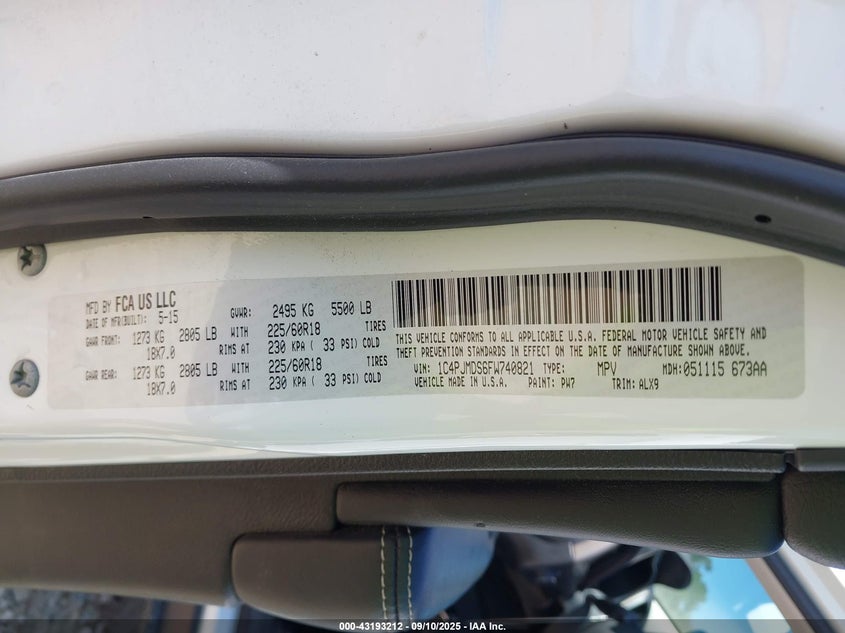 MFD BY FCA US LLC
DATE OF MFR(BUILT): 5-15 GVWR: 2495 KG 5500 LB
GAWR FRONT: 1273 KG 2805 LB WITH 225/60R18 TIRES
18X7.0 RIMS AT 230 KPA ( 33 PSI) COLD
GAWR REAR: 1273 KG 2805 LB WITH 225/60R18 TIRES
18X7.0 RIMS AT 230 KPA ( 33 PSI) COLD
THIS VEHICLE CONFORMS TO ALL APPLICABLE U.S.A. FEDERAL MOTOR VEHICLE SAFETY AND
THEFT PREVENTION STANDARDS IN EFFECT ON THE DATE OF MANUFACTURE SHOWN ABOVE.
VIN: 1C4PJMDS6FW740821 TYPE: MPV MDH: 051115 673AA
VEHICLE MADE IN U.S.A. PAINT: PW7 TRIM: ALX9
000-43193212 - 09/10/2025 - IAA Inc.